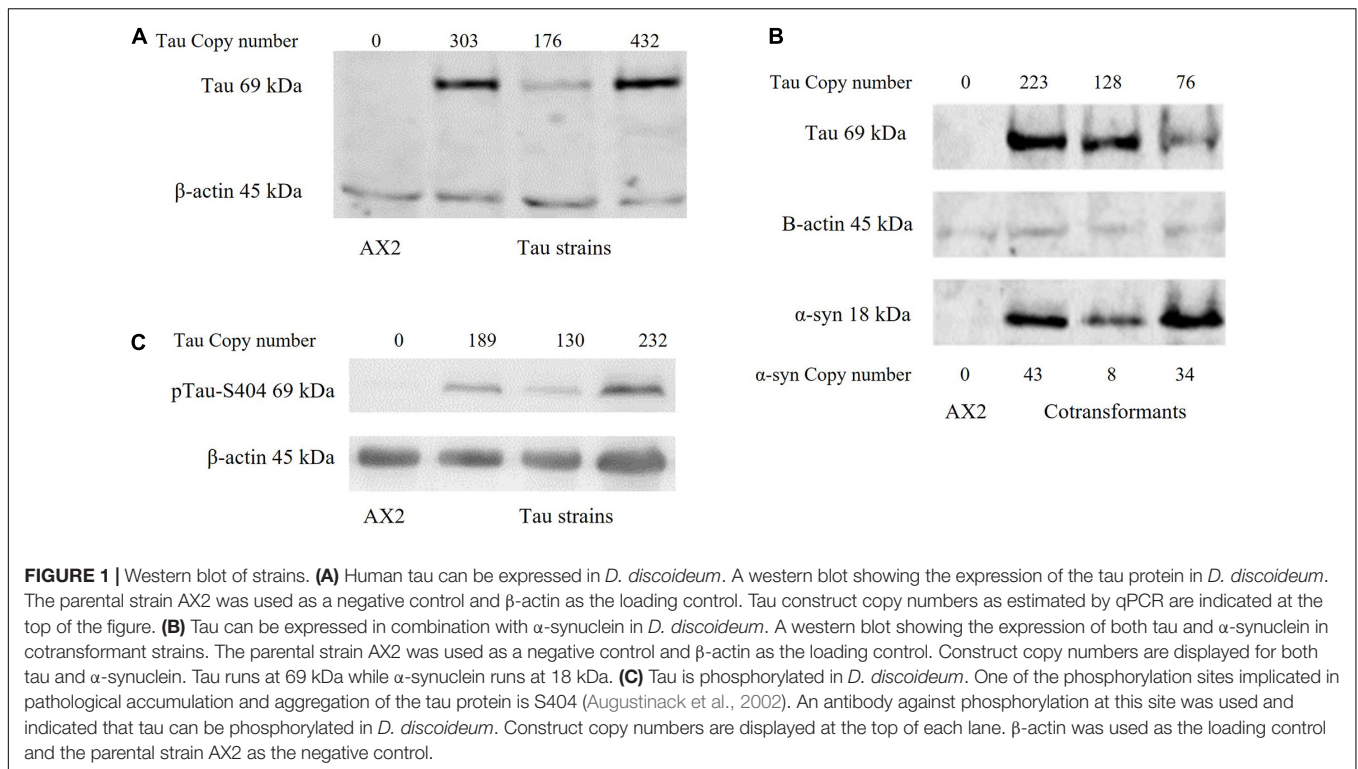 A Tau Copy number 0 303 176 432
Tau 69 kDa
β-actin 45 kDa
AX2 Tau strains
B
Tau Copy number 0 223 128 76
Tau 69 kDa
B-actin 45 kDa
α-syn 18 kDa
α-syn Copy number 0 43 8 34
AX2 Cotransformants
C Tau Copy number 0 189 130 232
pTau-S404 69 kDa
β-actin 45 kDa
AX2 Tau strains
FIGURE 1 | Western blot of strains. (A) Human tau can be expressed in D. discoideum. A western blot showing the expression of the tau protein in D. discoideum.
The parental strain AX2 was used as a negative control and β-actin as the loading control. Tau construct copy numbers as estimated by qPCR are indicated at the
top of the figure. (B) Tau can be expressed in combination with α-synuclein in D. discoideum. A western blot showing the expression of both tau and α-synuclein in
cotransformant strains. The parental strain AX2 was used as a negative control and β-actin as the loading control. Construct copy numbers are displayed for both
tau and α-synuclein. Tau runs at 69 kDa while α-synuclein runs at 18 kDa. (C) Tau is phosphorylated in D. discoideum. One of the phosphorylation sites implicated in
pathological accumulation and aggregation of the tau protein is S404 (Augustinack et al., 2002). An antibody against phosphorylation at this site was used and
indicated that tau can be phosphorylated in D. discoideum. Construct copy numbers are displayed at the top of each lane. β-actin was used as the loading control
and the parental strain AX2 as the negative control.